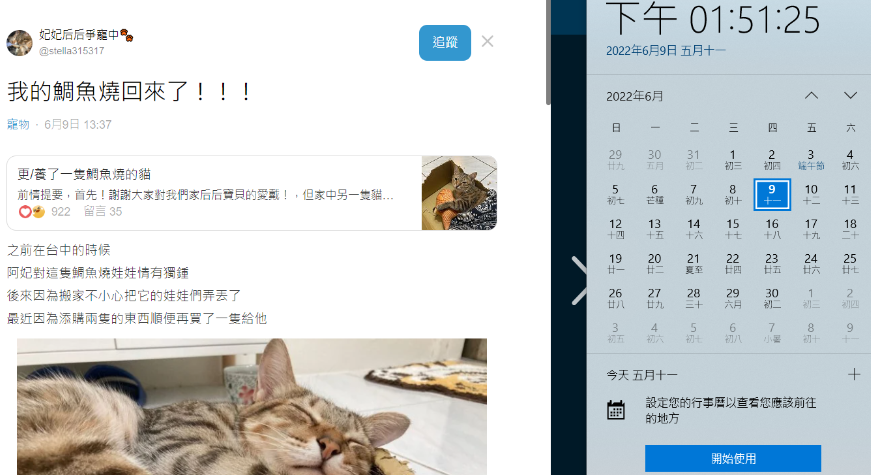 妃妃后后爭寵中
@stella315317
追蹤
我的鯛魚燒回來了！！！
寵物 · 6月9日 13:37
更/養了一隻鯛魚燒的貓
前情提要，首先！謝謝大家對我們家后后寶貝的愛戴！，但家中另一隻貓…
922 留言 35
之前在台中的時候
阿妃對這隻鯛魚燒娃娃情有獨鍾
後來因為搬家不小心把它的娃娃們弄丟了
最近因為添購兩隻的東西順便再買了一隻給他
下午 01:51:25
2022年6月9日 五月十一
2022年6月
日 一 二 三 四 五 六
29 30 31 1 2 3 4
廿九 五月 初二 初三 初四 端午節 初六
5 6 7 8 9 10 11
初七 芒種 初九 初十 十一 十二 十三
12 13 14 15 16 17 18
十四 十五 十六 十七 十八 十九 二十
19 20 21 22 23 24 25
廿一 廿二 夏至 廿四 廿五 廿六 廿七
26 27 28 29 30 1 2
廿八 廿九 三十 六月 初二 初三 初四
3 4 5 6 7 8 9
初五 初六 初七 初八 小暑 初十 十一
今天 五月十一
設定您的行事曆以查看您應該前往
的地方
開始使用